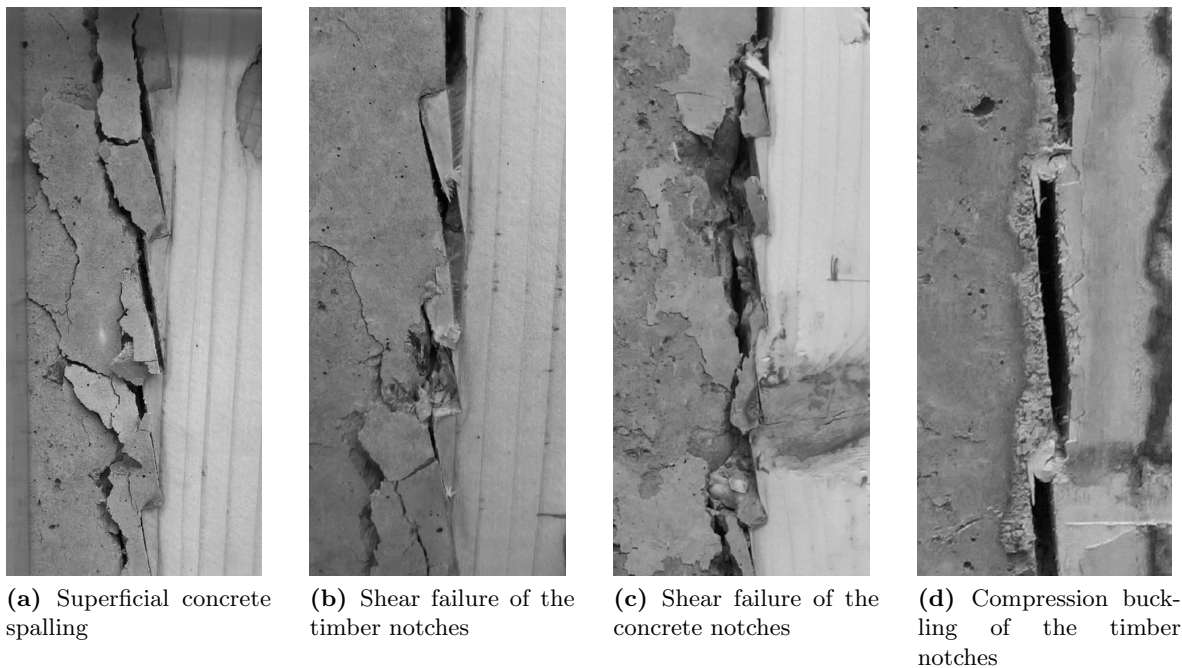 (a) Superficial concrete
spalling
(b) Shear failure of the
timber notches
(c) Shear failure of the
concrete notches
(d) Compression buck-
ling of the timber
notches